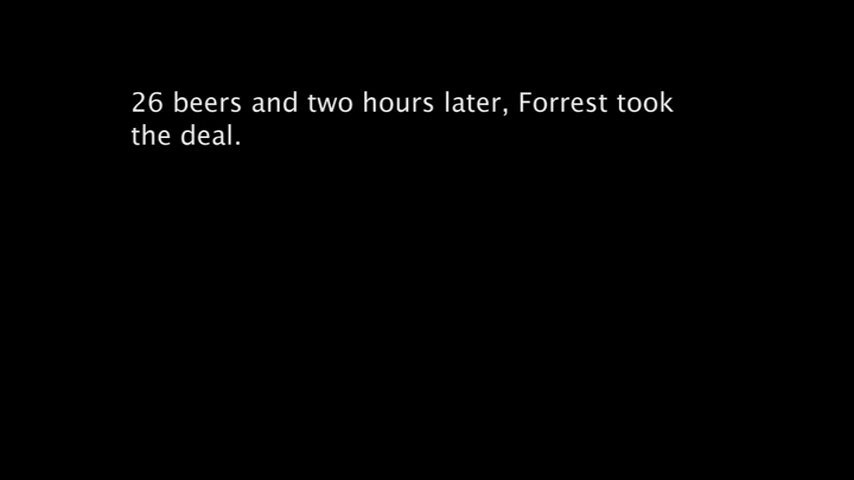 26 beers and two hours later, Forrest took
the deal.